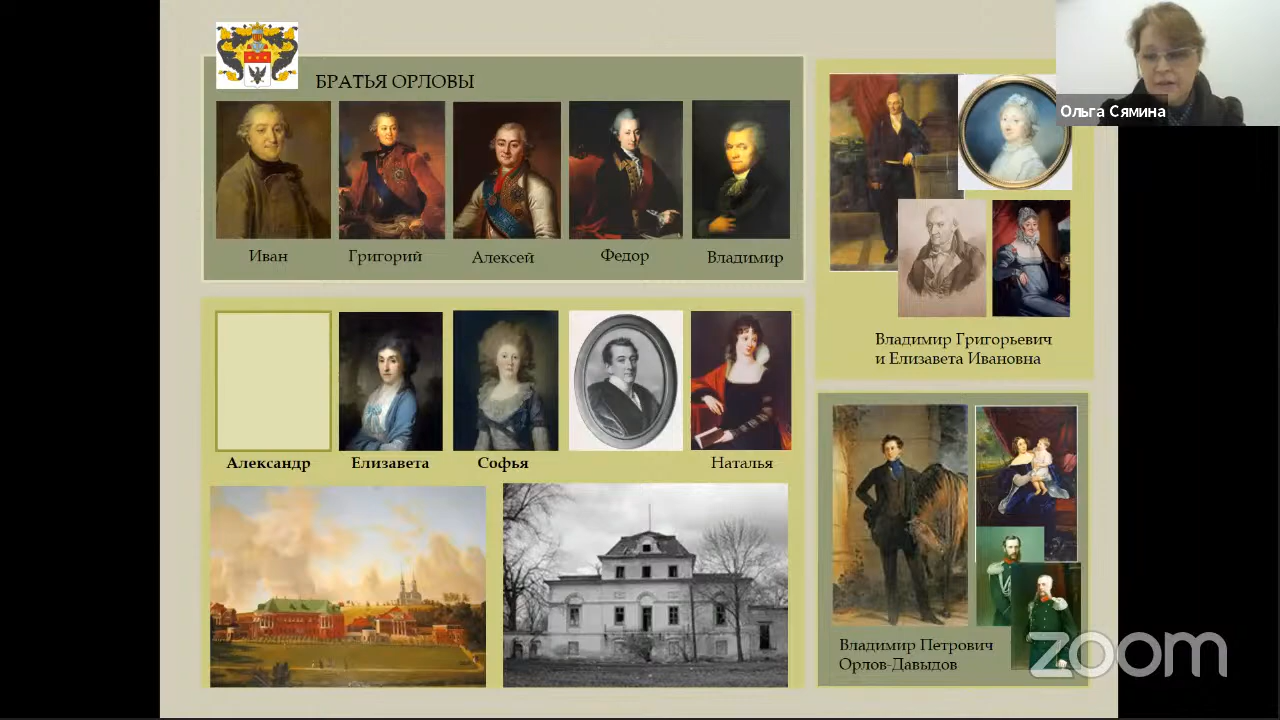 БРАТЬЯ ОРЛОВЫ
Иван
Григорий
Алексей
Федор
Владимир
Александр
Елизавета
Софья
Наталья
Ольга Сямина
Владимир Григорьевич
и Елизавета Ивановна
Владимир Петрович
Орлов-Давыдов
zoom